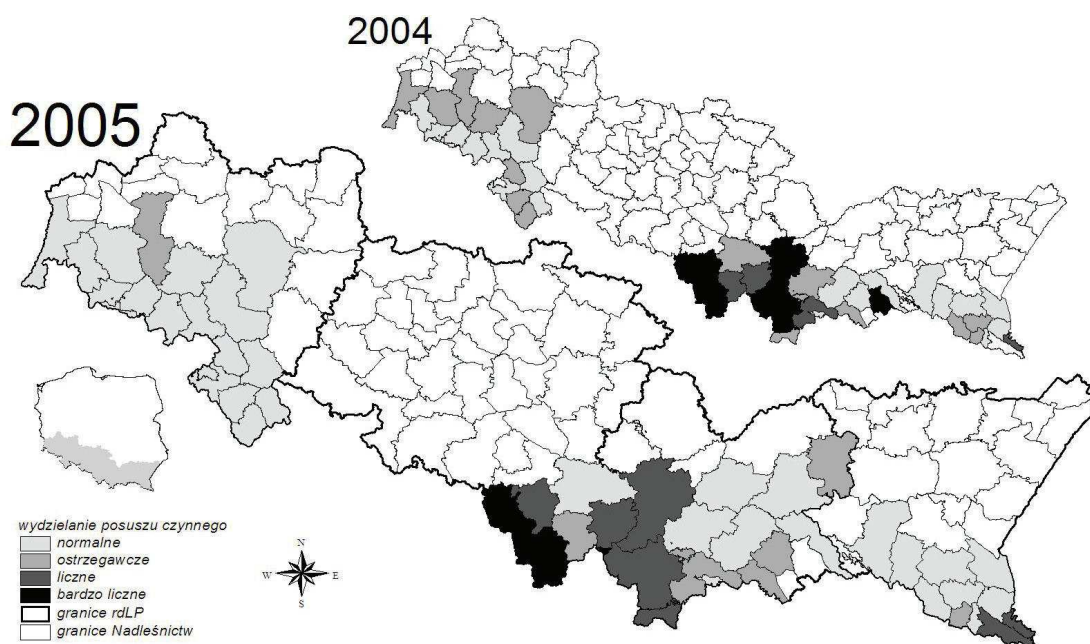 2004
2005
wydzielanie posuszu czynnego
normalne
ostrzegawcze
liczne
bardzo liczne
granice rdLP
granice Nadleśnictw
N
W E
S